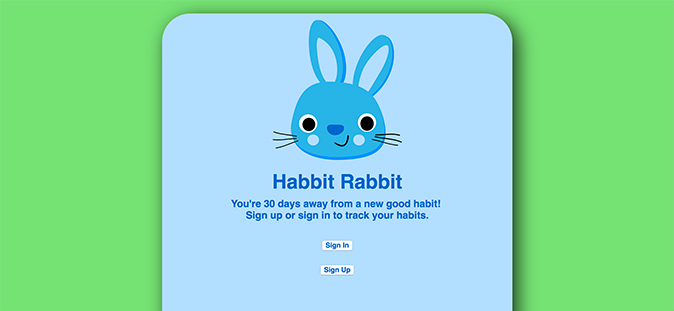 Habbit Rabbit
You're 30 days away from a new good habit!
Sign up or sign in to track your habits.
Sign In
Sign Up